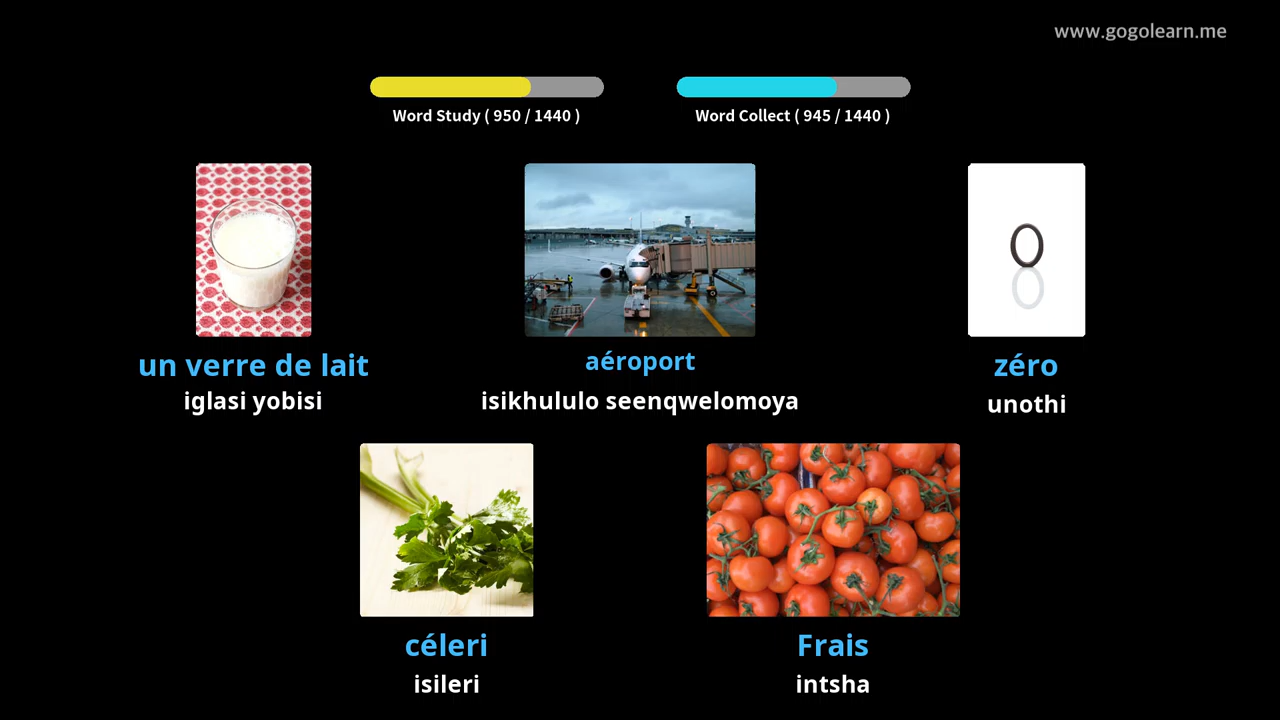 www.gogolearn.me
Word Study ( 950 / 1440 )
Word Collect ( 945 / 1440 )
un verre de lait
iglasi yobisi
aéroport
isikhululo seenqwelomoya
zéro
unothi
céleri
isileri
Frais
intsha